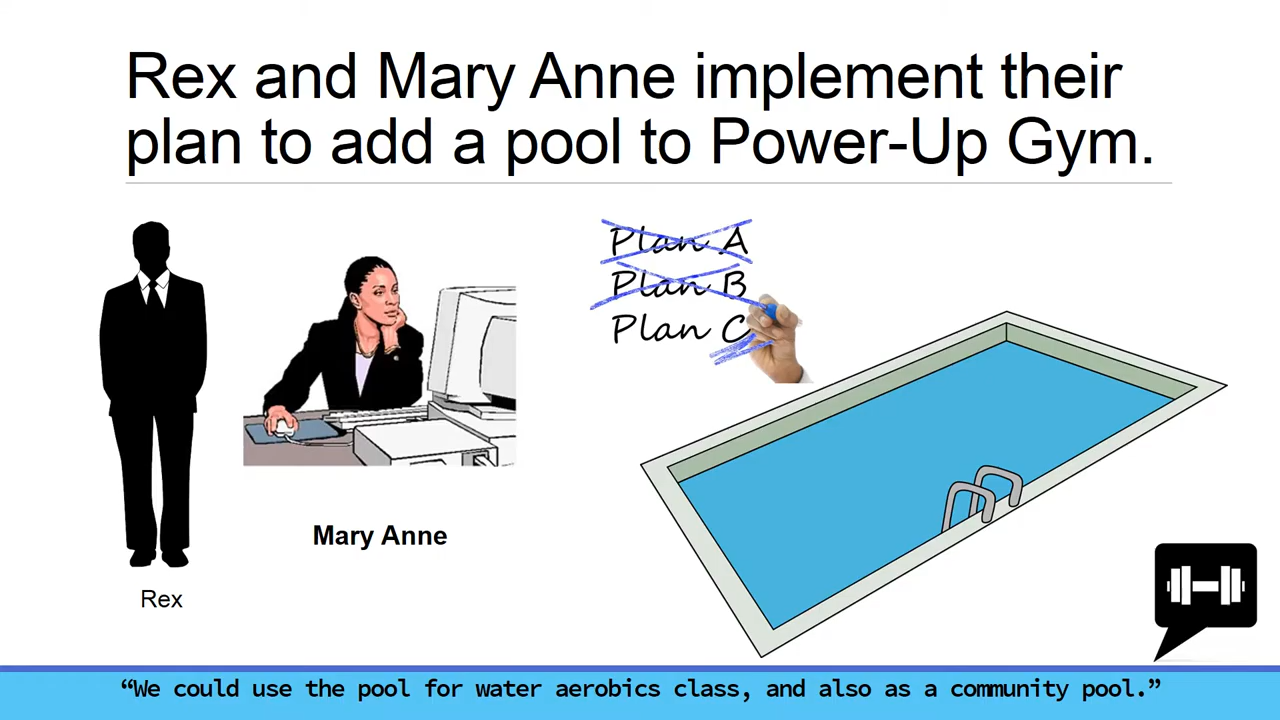 Rex and Mary Anne implement their
plan to add a pool to Power-Up Gym.
Plan A
Plan B
Plan C
Mary Anne
Rex
“We could use the pool for water aerobics class, and also as a community pool.”